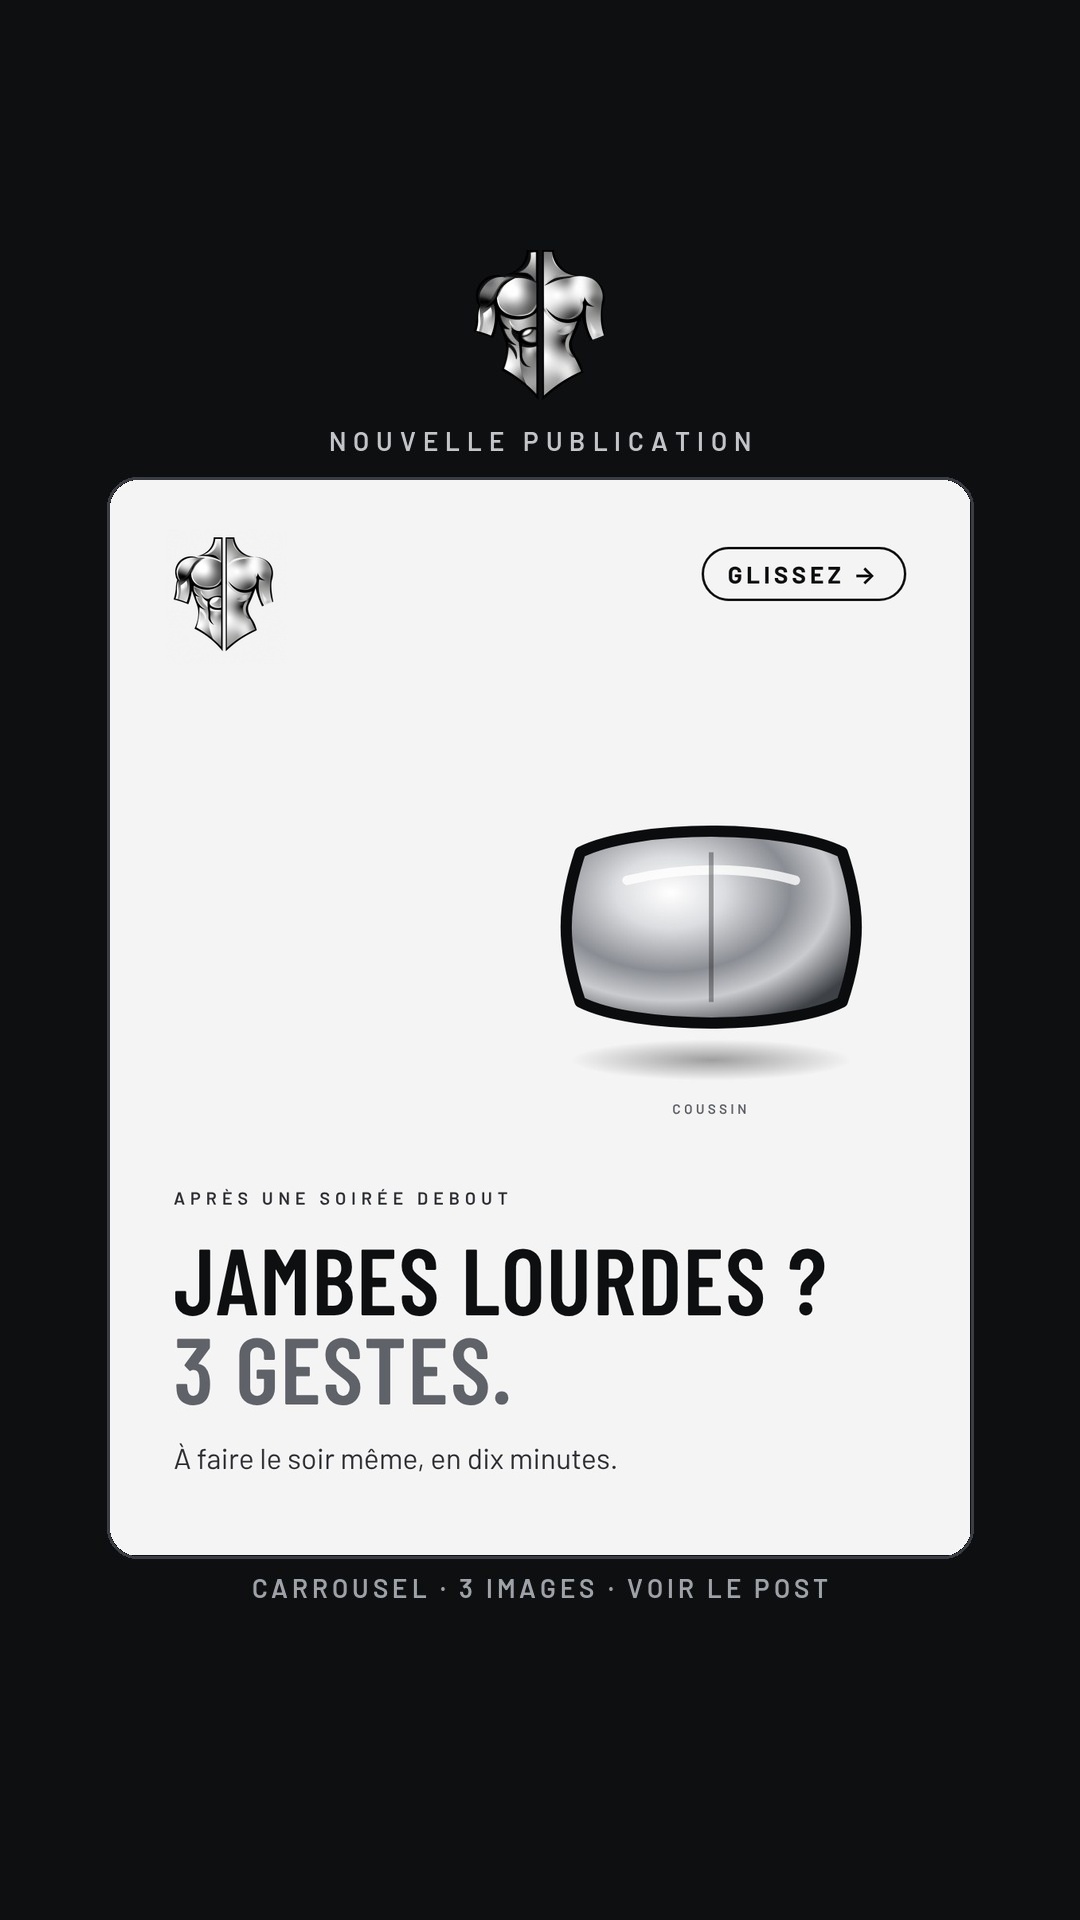 NOUVELLE PUBLICATION
GLISSEZ →
COUSSIN
APRÈS UNE SOIRÉE DEBOUT
JAMBES LOURDES ?
3 GESTES.
À faire le soir même, en dix minutes.
CARROUSEL · 3 IMAGES · VOIR LE POST